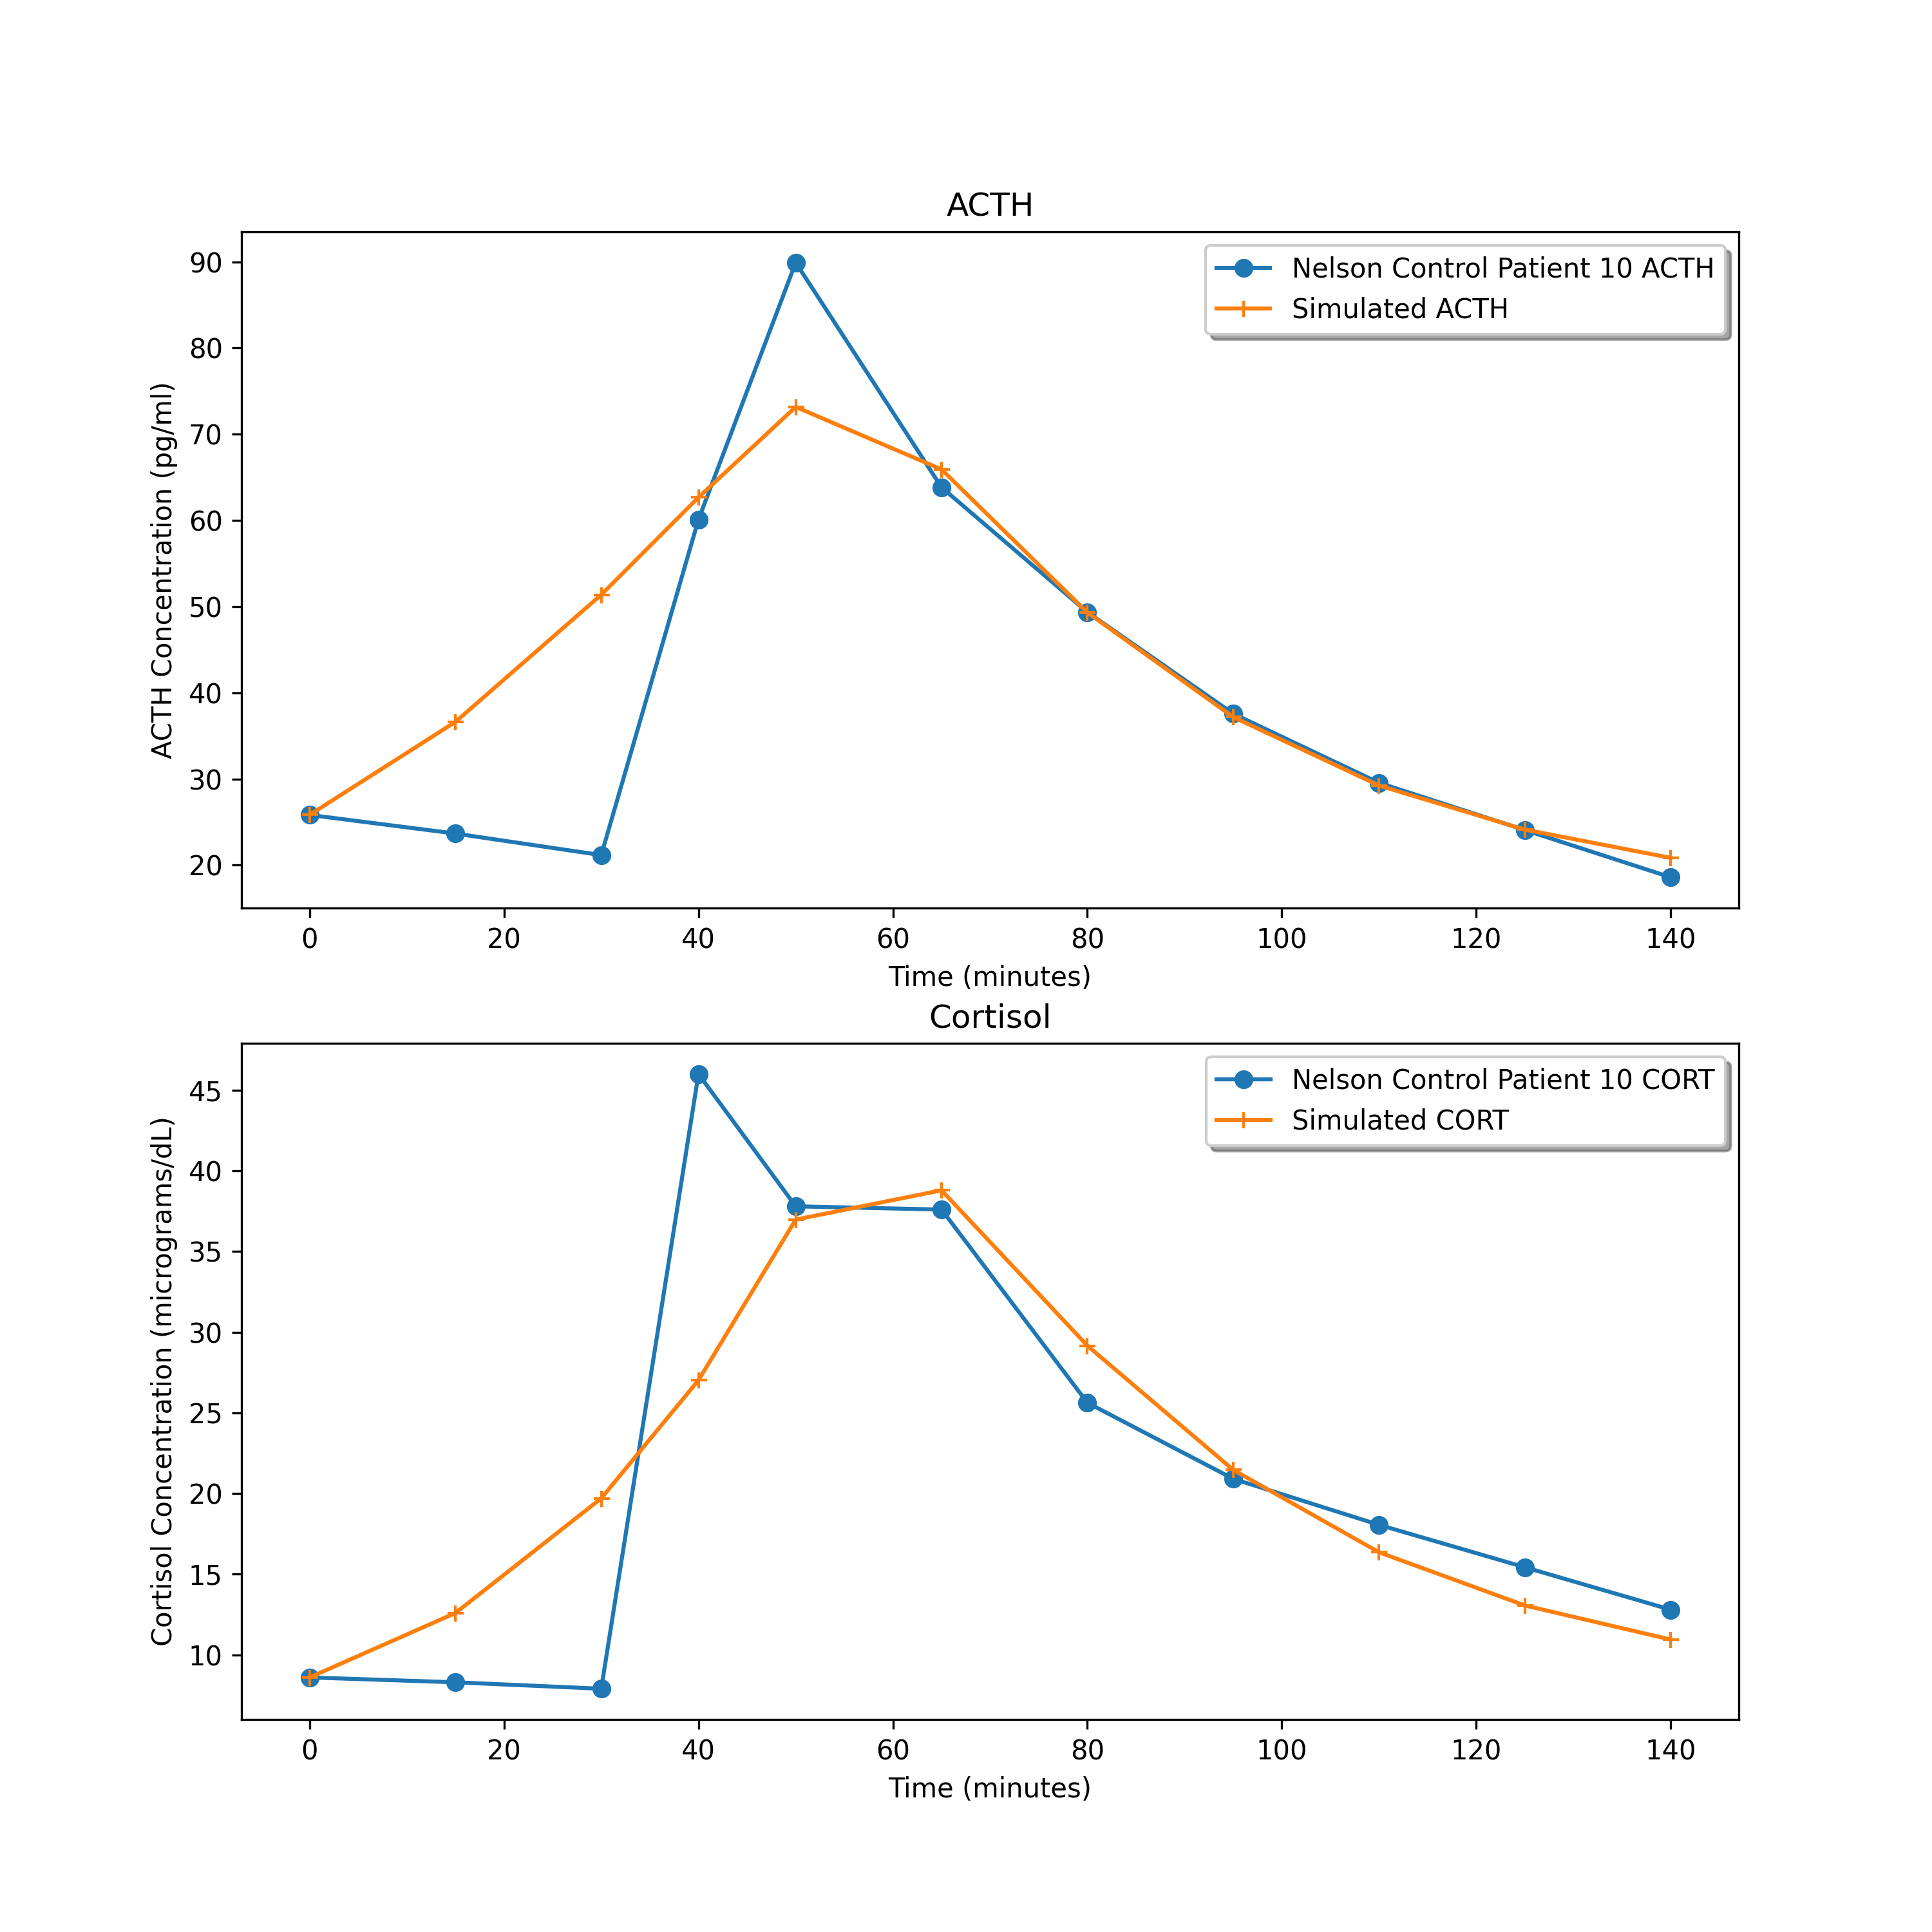 ACTH
Nelson Control Patient 10 ACTH
Simulated ACTH
ACTH Concentration (pg/ml)
90
80
70
60
50
40
30
20
0 20 40 60 80 100 120 140
Time (minutes)
Cortisol
Nelson Control Patient 10 CORT
Simulated CORT
Cortisol Concentration (micrograms/dL)
45
40
35
30
25
20
15
10
0 20 40 60 80 100 120 140
Time (minutes)